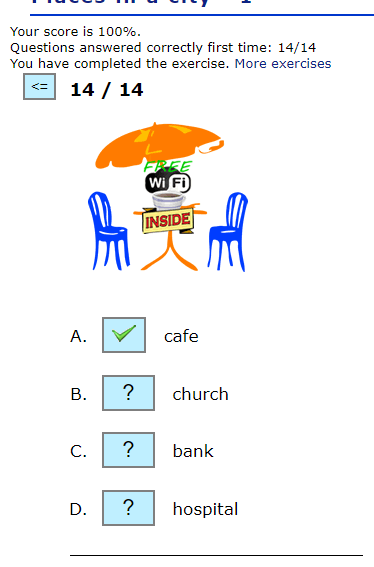 Places in a city - 1
Your score is 100%.
Questions answered correctly first time: 14/14
You have completed the exercise. More exercises
<= 14 / 14
FREE
Wi Fi
INSIDE
A. cafe
B. ? church
C. ? bank
D. ? hospital